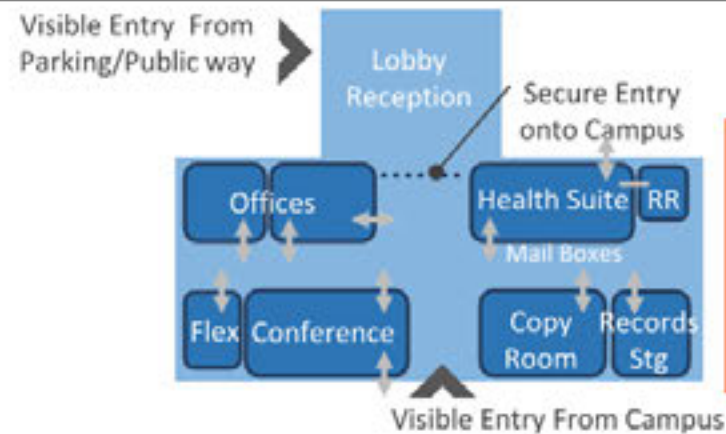 Visible Entry From
Parking/Public way
Lobby
Reception
Secure Entry
onto Campus
Offices
Health Suite
RR
Mail Boxes
Flex
Conference
Copy
Room
Records
Stg
Visible Entry From Campus